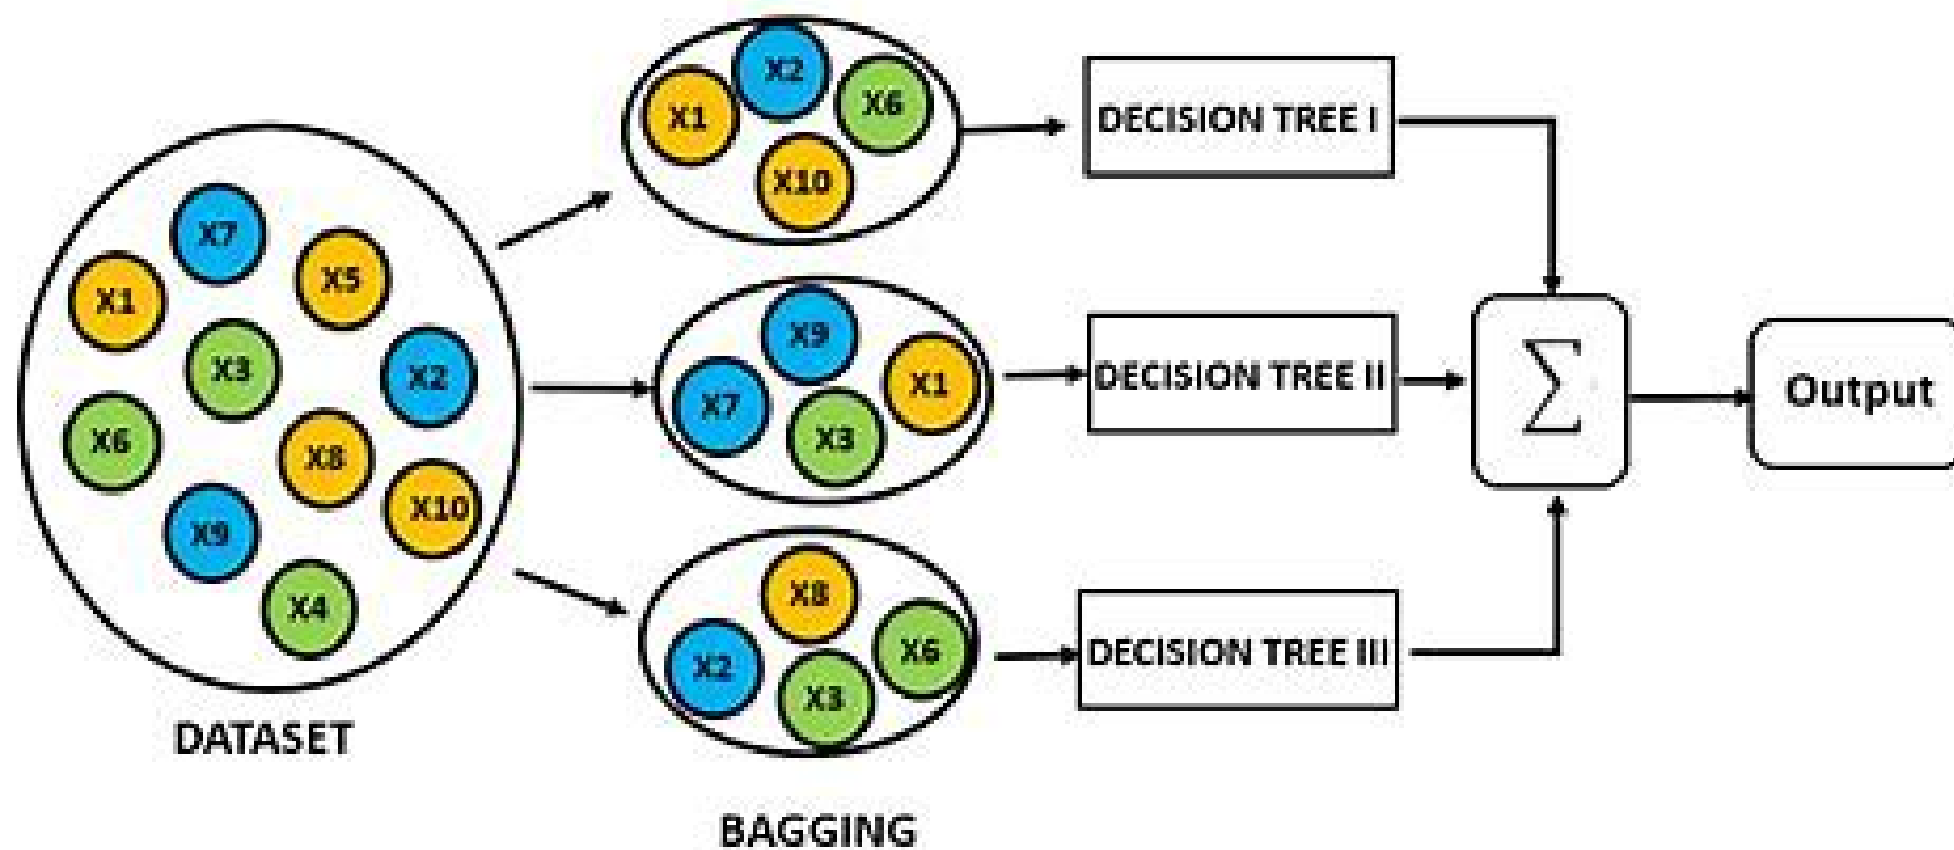 X7
X5
X1
X3
X2
X6
X8
X10
X9
X4
DATASET
X2
X1
X6
X10
X9
X1
X7
X3
X8
X6
X2
X3
BAGGING
DECISION TREE I
DECISION TREE II
DECISION TREE III
∑
Output